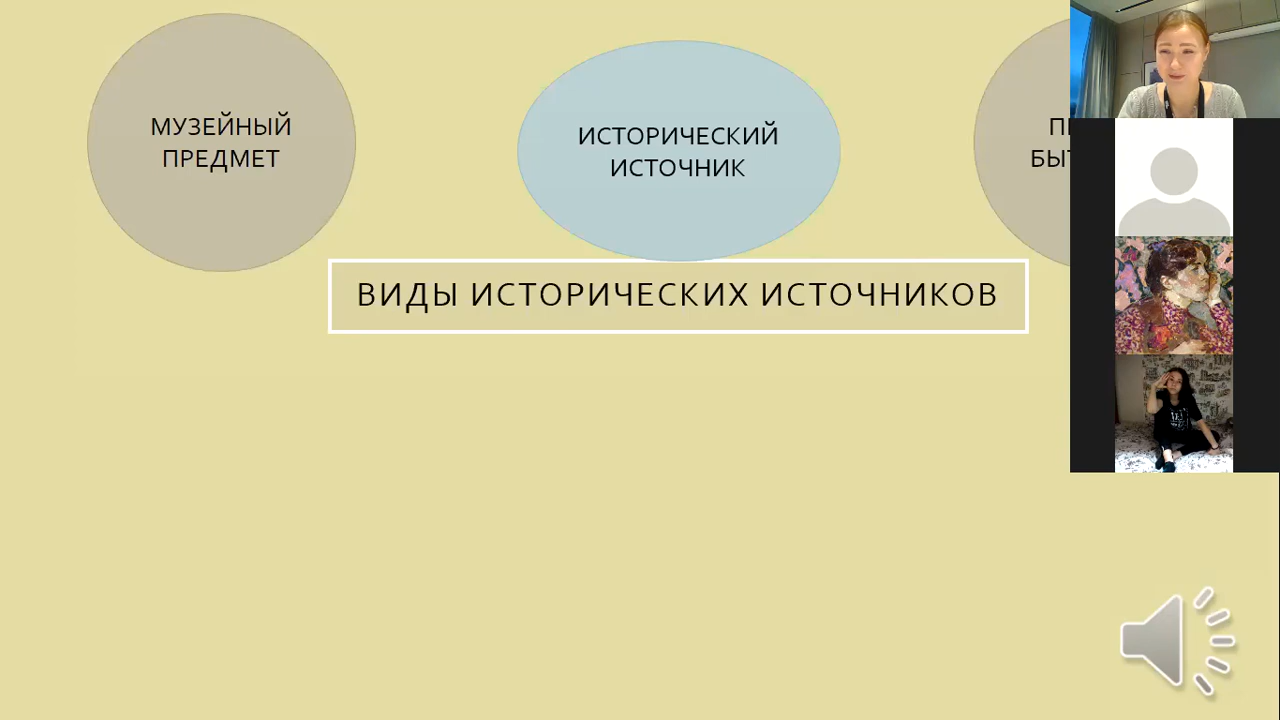 МУЗЕЙНЫЙ
ПРЕДМЕТ
ИСТОРИЧЕСКИЙ
ИСТОЧНИК
ВИДЫ ИСТОРИЧЕСКИХ ИСТОЧНИКОВ